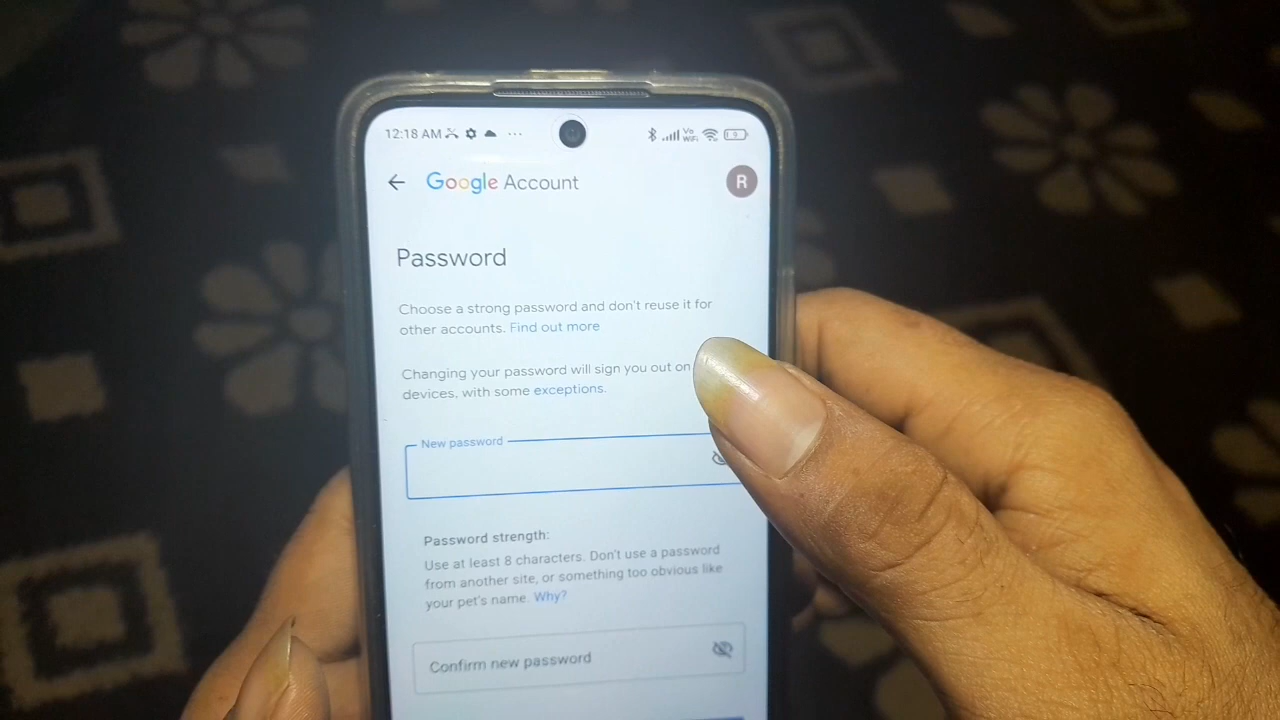 12:18 AM ... Vo WiFi 9
Google Account R
Password
Choose a strong password and don't reuse it for
other accounts. Find out more
Changing your password will sign you out on
devices, with some exceptions.
New password
Password strength:
Use at least 8 characters. Don't use a password
from another site, or something too obvious like
your pet's name. Why?
Confirm new password